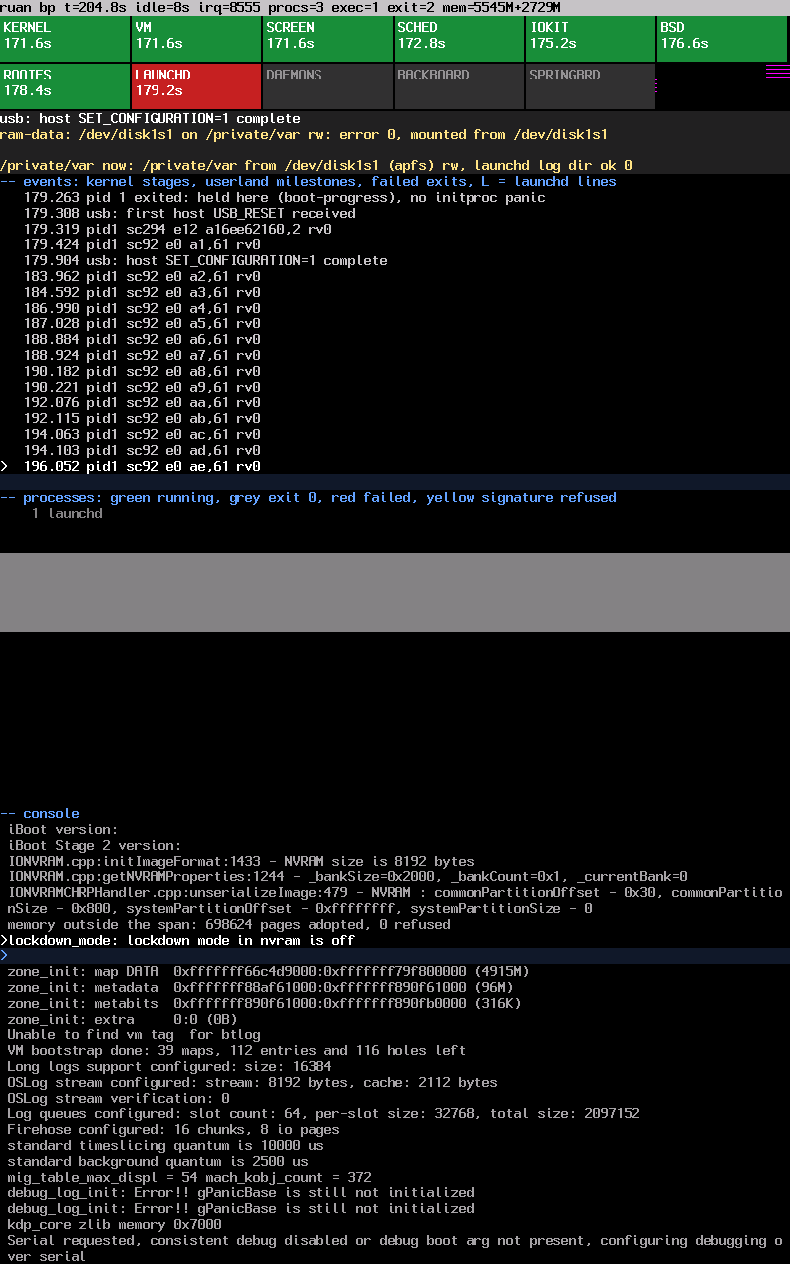 ruan bp t=204.8s idle=8s irq=8555 procs=3 exec=1 exit=2 mem=5545M+2729M
KERNEL VM SCREEN SCHED IOKIT BSD
171.6s 171.6s 171.6s 172.8s 175.2s 176.6s
ROOTFS LAUNCHD DAEMONS BACKBOARD SPRINGBRD
178.4s 179.2s
usb: host SET_CONFIGURATION=1 complete
ram-data: /dev/disk1s1 on /private/var rw: error 0, mounted from /dev/disk1s1
/private/var now: /private/var from /dev/disk1s1 (apfs) rw, launchd log dir ok 0
-- events: kernel stages, userland milestones, failed exits, L = launchd lines
179.263 pid 1 exited: held here (boot-progress), no initproc panic
179.308 usb: first host USB_RESET received
179.319 pid1 sc294 e12 a16ee62160,2 rv0
179.424 pid1 sc92 e0 a1,61 rv0
179.904 usb: host SET_CONFIGURATION=1 complete
183.962 pid1 sc92 e0 a2,61 rv0
184.592 pid1 sc92 e0 a3,61 rv0
186.990 pid1 sc92 e0 a4,61 rv0
187.028 pid1 sc92 e0 a5,61 rv0
188.884 pid1 sc92 e0 a6,61 rv0
188.924 pid1 sc92 e0 a7,61 rv0
190.182 pid1 sc92 e0 a8,61 rv0
190.221 pid1 sc92 e0 a9,61 rv0
192.076 pid1 sc92 e0 aa,61 rv0
192.115 pid1 sc92 e0 ab,61 rv0
194.063 pid1 sc92 e0 ac,61 rv0
194.103 pid1 sc92 e0 ad,61 rv0
> 196.052 pid1 sc92 e0 ae,61 rv0
-- processes: green running, grey exit 0, red failed, yellow signature refused
1 launchd
-- console
iBoot version:
iBoot Stage 2 version:
IONVRAM.cpp:initImageFormat:1433 - NVRAM size is 8192 bytes
IONVRAM.cpp:getNVRAMProperties:1244 - _bankSize=0x2000, _bankCount=0x1, _currentBank=0
IONVRAMCHRPHandler.cpp:unserializeImage:479 - NVRAM : commonPartitionOffset - 0x30, commonPartitio
nSize - 0x800, systemPartitionOffset - 0xffffffff, systemPartitionSize - 0
memory outside the span: 698624 pages adopted, 0 refused
>lockdown_mode: lockdown mode in nvram is off
>
zone_init: map DATA 0xfffffff66c4d9000:0xfffffff79f800000 (4915M)
zone_init: metadata 0xfffffff88af61000:0xfffffff890f61000 (96M)
zone_init: metabits 0xfffffff890f61000:0xfffffff890fb0000 (316K)
zone_init: extra 0:0 (0B)
Unable to find vm tag for btlog
VM bootstrap done: 39 maps, 112 entries and 116 holes left
Long logs support configured: size: 16384
OSLog stream configured: stream: 8192 bytes, cache: 2112 bytes
OSLog stream verification: 0
Log queues configured: slot count: 64, per-slot size: 32768, total size: 2097152
Firehose configured: 16 chunks, 8 io pages
standard timeslicing quantum is 10000 us
standard background quantum is 2500 us
mig_table_max_displ = 54 mach_kobj_count = 372
debug_log_init: Error!! gPanicBase is still not initialized
debug_log_init: Error!! gPanicBase is still not initialized
kdp_core zlib memory 0x7000
Serial requested, consistent debug disabled or debug boot arg not present, configuring debugging o
ver serial